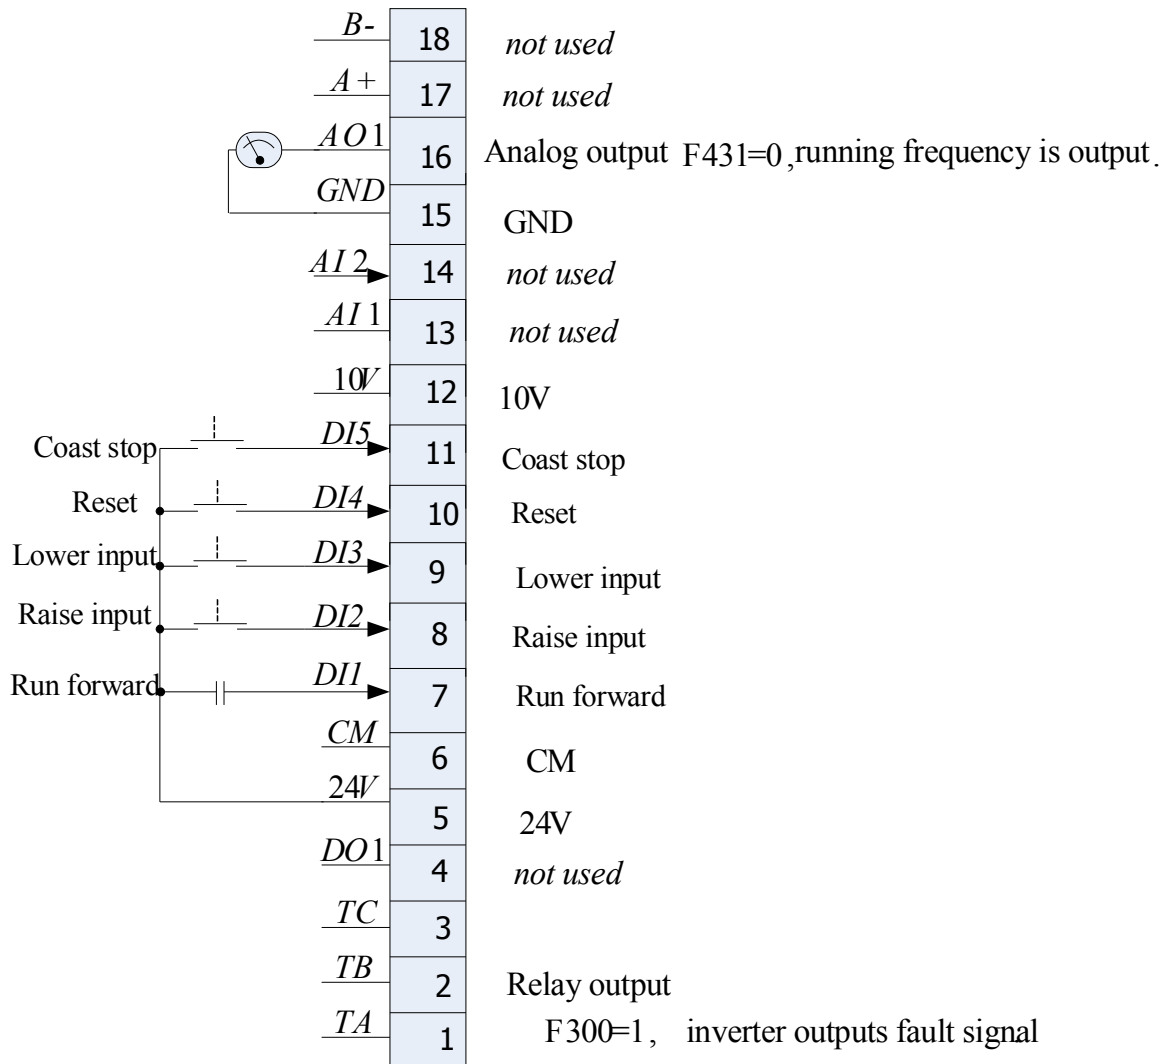 B- 18 not used
A+ 17 not used
AO1 16 Analog output F431=0,running frequency is output.
GND 15 GND
AI2 14 not used
AI1 13 not used
10V 12 10V
Coast stop DI5 11 Coast stop
Reset DI4 10 Reset
Lower input DI3 9 Lower input
Raise input DI2 8 Raise input
Run forward DI1 7 Run forward
CM 6 CM
24V 5 24V
DO1 4 not used
TC 3
TB 2 Relay output
TA 1 F300=1, inverter outputs fault signal